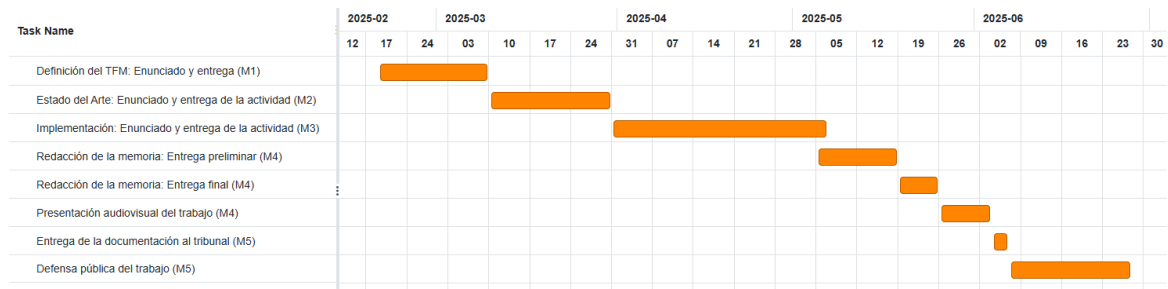 2025-02 2025-03 2025-04 2025-05 2025-06
Task Name
12 17 24 03 10 17 24 31 07 14 21 28 05 12 19 26 02 09 16 23 30
Definición del TFM: Enunciado y entrega (M1)
Estado del Arte: Enunciado y entrega de la actividad (M2)
Implementación: Enunciado y entrega de la actividad (M3)
Redacción de la memoria: Entrega preliminar (M4)
Redacción de la memoria: Entrega final (M4)
Presentación audiovisual del trabajo (M4)
Entrega de la documentación al tribunal (M5)
Defensa pública del trabajo (M5)